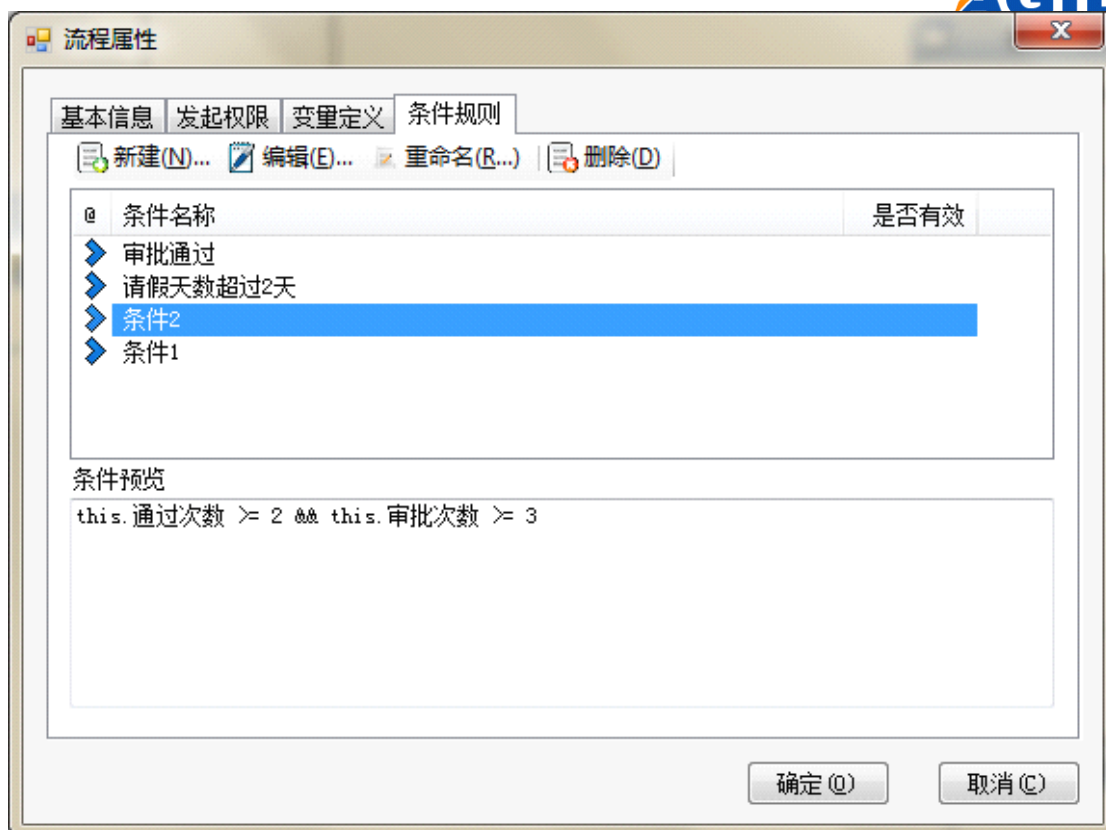 流程属性
基本信息 发起权限 变量定义 条件规则
新建(N)... 编辑(E)... 重命名(R...) 删除(D)
@ 条件名称 是否有效
审批通过
请假天数超过2天
条件2
条件1
条件预览
this.通过次数 >= 2 && this.审批次数 >= 3
确定(O) 取消(C)